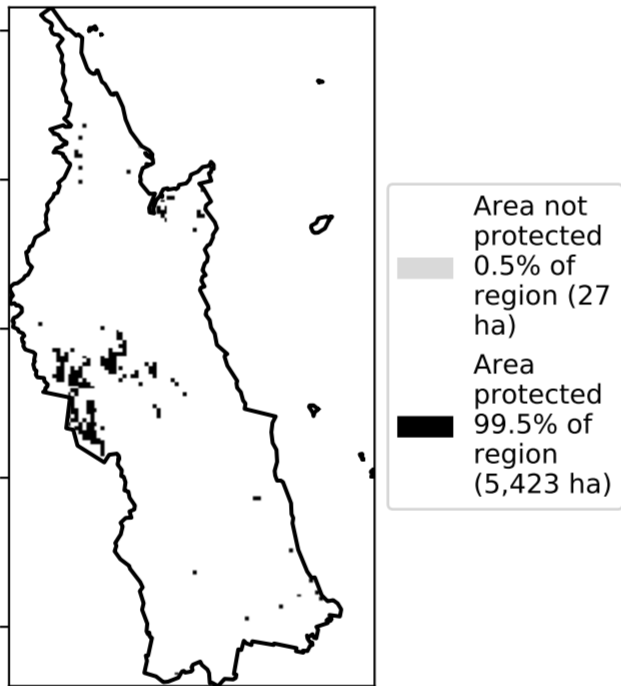 Area not
protected
0.5% of
region (27
ha)
Area
protected
99.5% of
region
(5,423 ha)